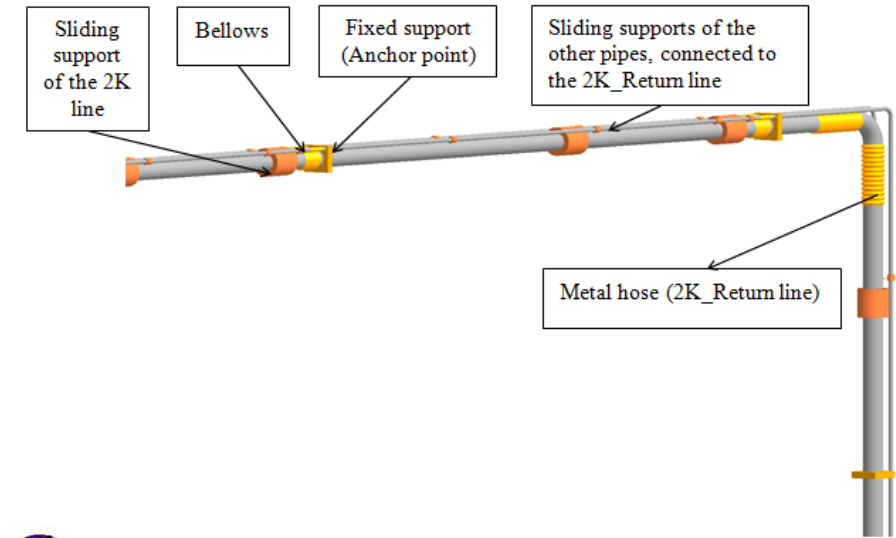 Sliding
support
of the 2K
line
Bellows
Fixed support
(Anchor point)
Sliding supports of the
other pipes, connected to
the 2K_Return line
Metal hose (2K_Return line)